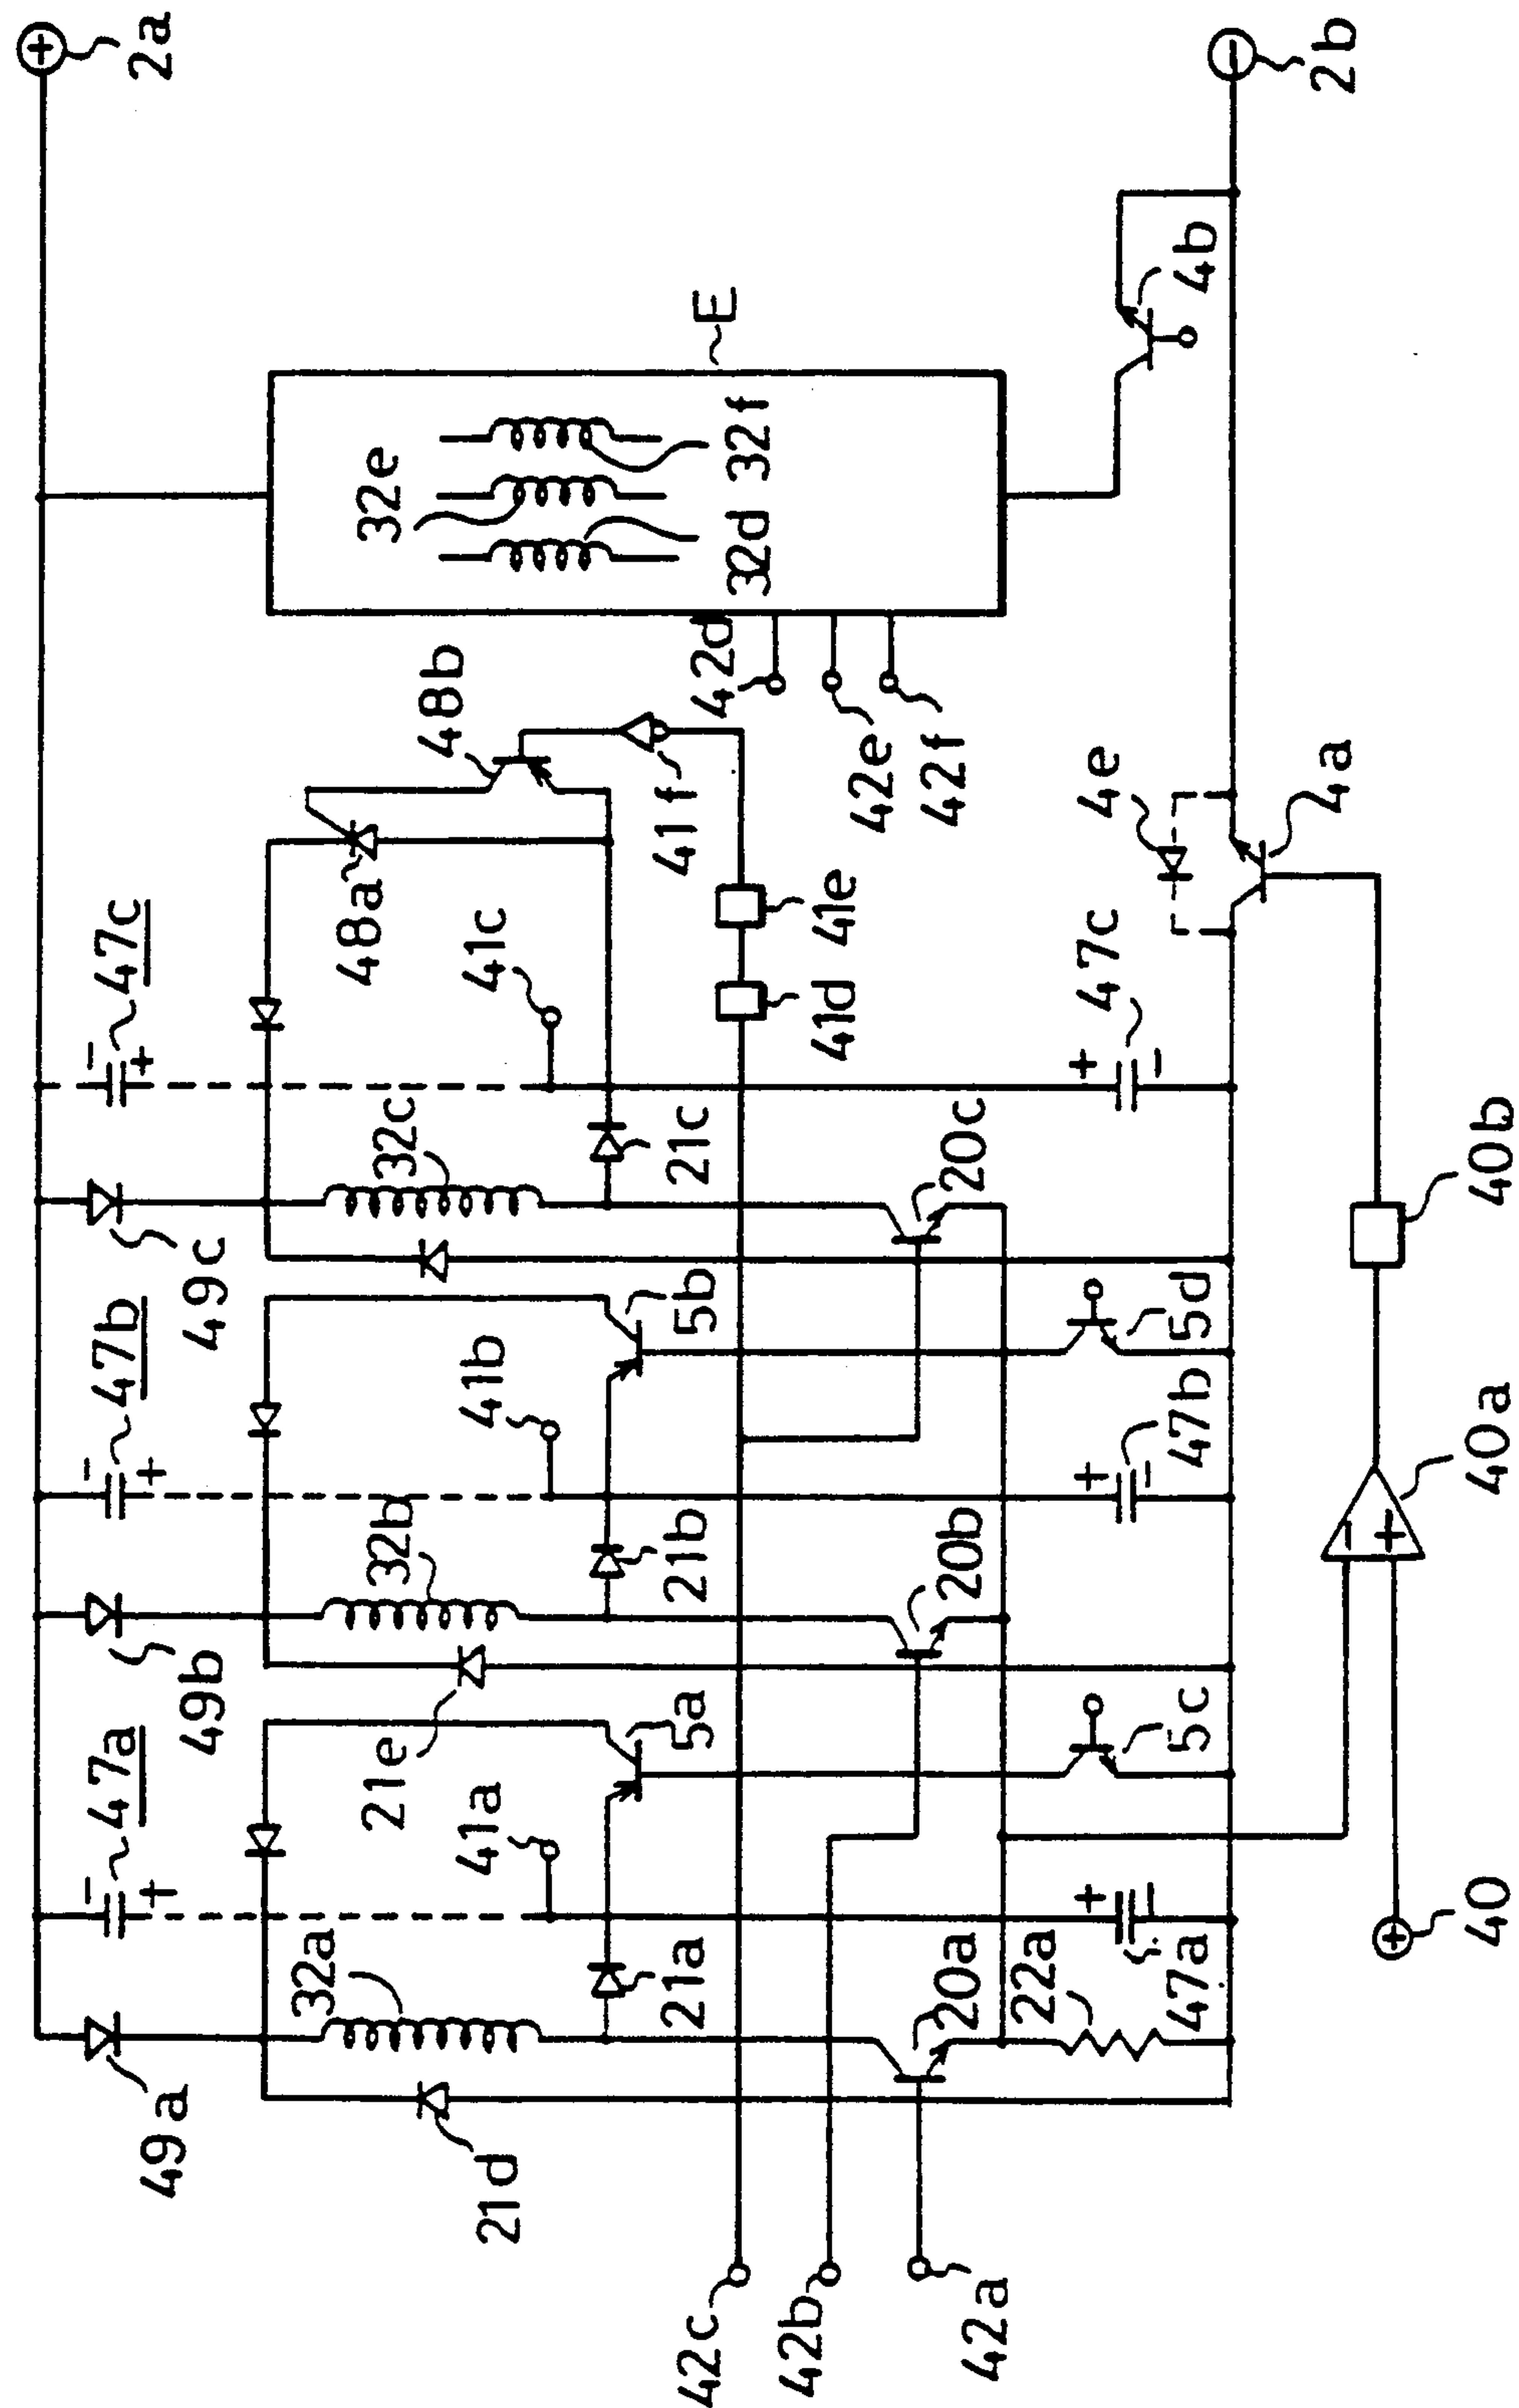 +
2a
49a
47a
49b
47b
49c
47c
−
+
−
+
−
+
21d
32a
41a
21e
32b
41b
32c
41c
48a
48b
32e
E
21a
5a
21b
5b
21c
41d
41e
41f
42d
42e
42f
32d
32f
42c
42b
42a
20a
22a
20b
20c
47a
+
−
5c
47b
+
−
5d
47c
+
−
4e
4a
4b
−
2b
40
+
−
+
40a
40b